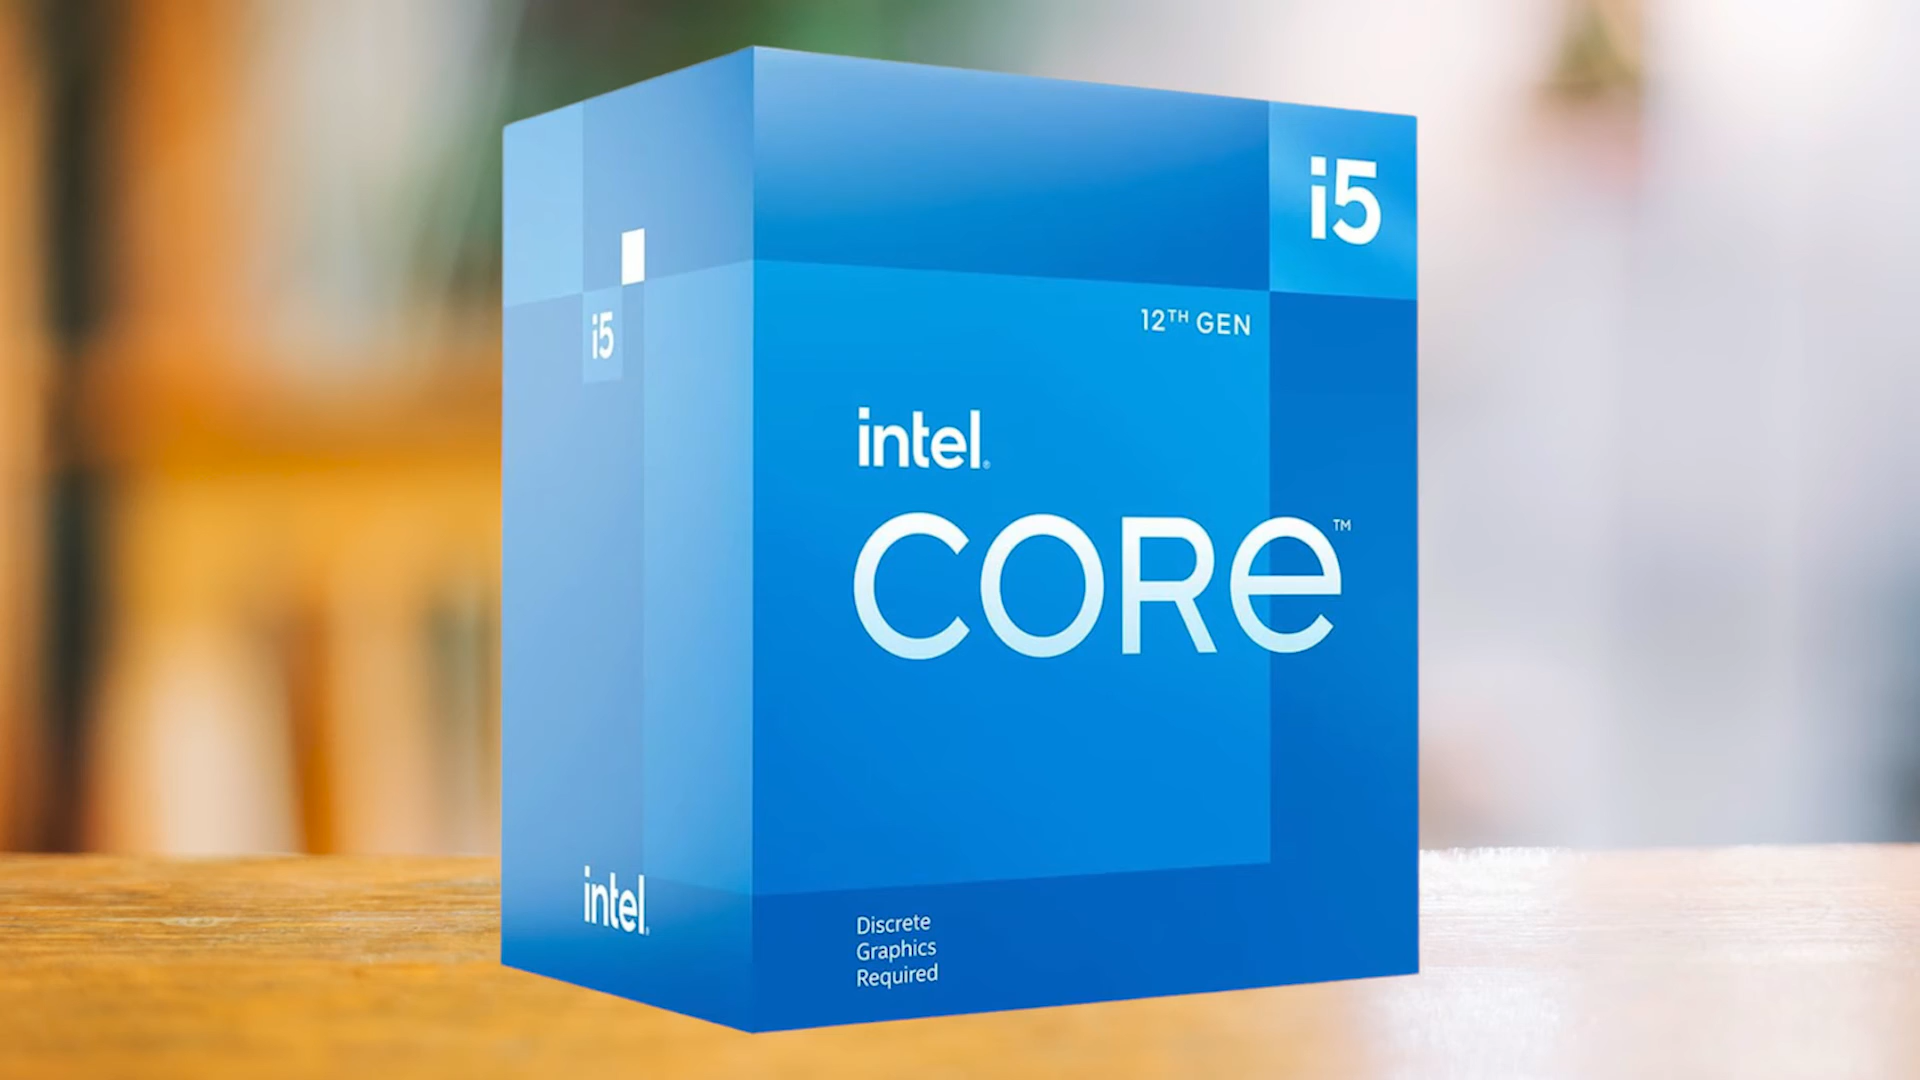 i5
i5
intel.
12TH GEN
intel®
CORe™
Discrete
Graphics
Required